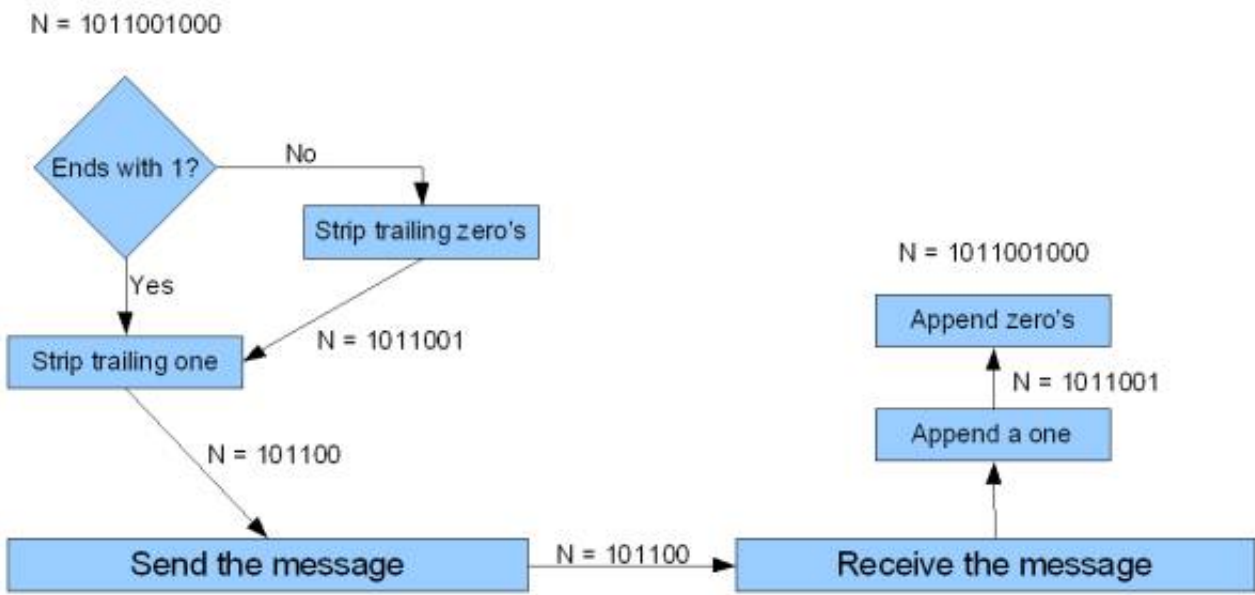 N = 1011001000
Ends with 1?
No
Strip trailing zero's
Yes
N = 1011001
Strip trailing one
N = 101100
Send the message
N = 101100
Receive the message
Append a one
N = 1011001
Append zero's
N = 1011001000